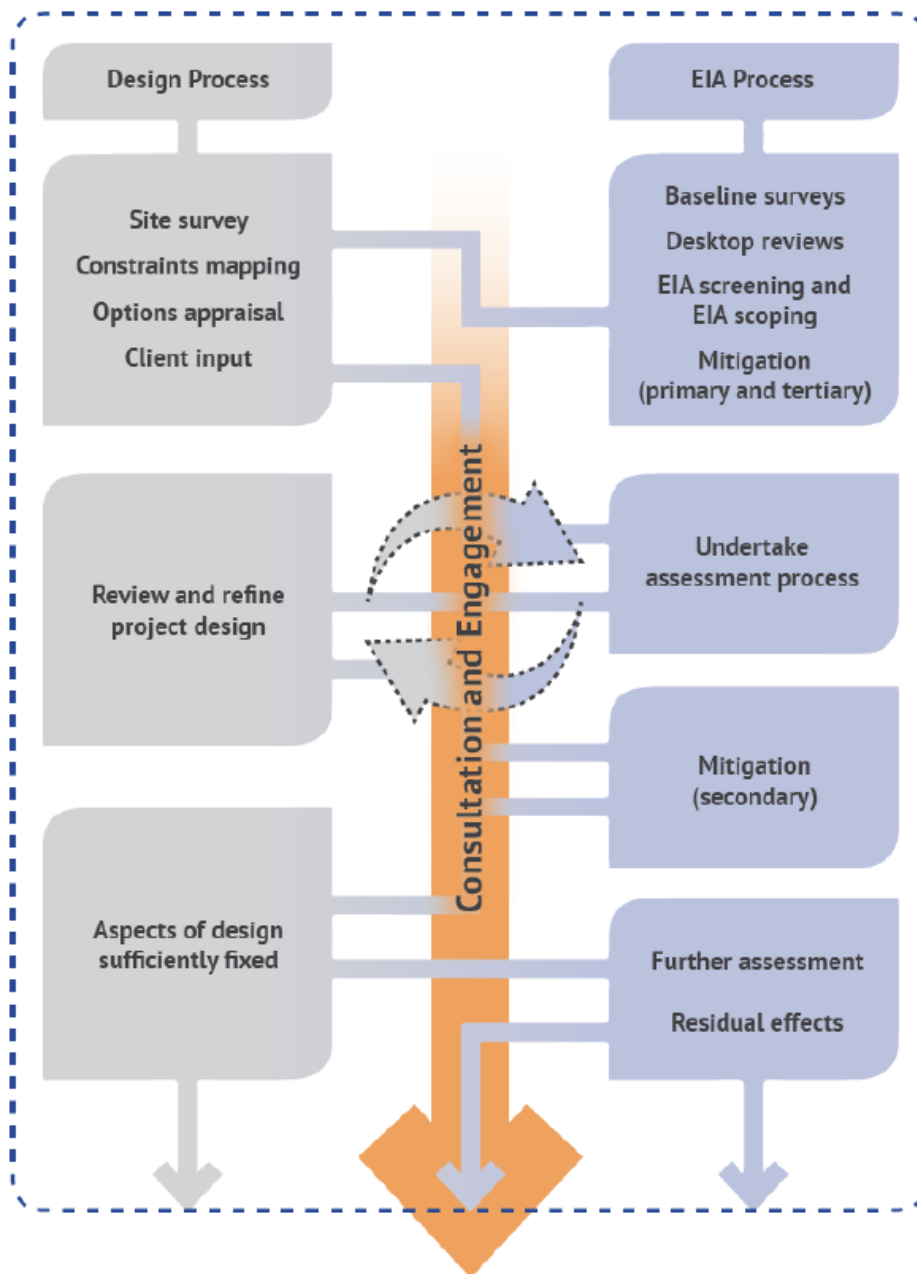 Design Process
EIA Process
Site survey
Constraints mapping
Options appraisal
Client input
Baseline surveys
Desktop reviews
EIA screening and
EIA scoping
Mitigation
(primary and tertiary)
Consultation and Engagement
Review and refine
project design
Undertake
assessment process
Mitigation
(secondary)
Aspects of design
sufficiently fixed
Further assessment
Residual effects